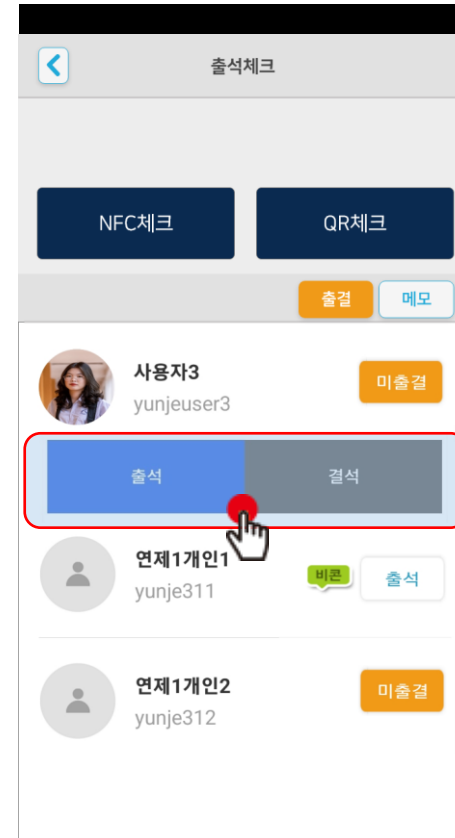 출석체크
NFC체크
QR체크
출결
메모
사용자3
yunjeuser3
미출결
출석
결석
연제1개인1
yunje311
비콘
출석
연제1개인2
yunje312
미출결